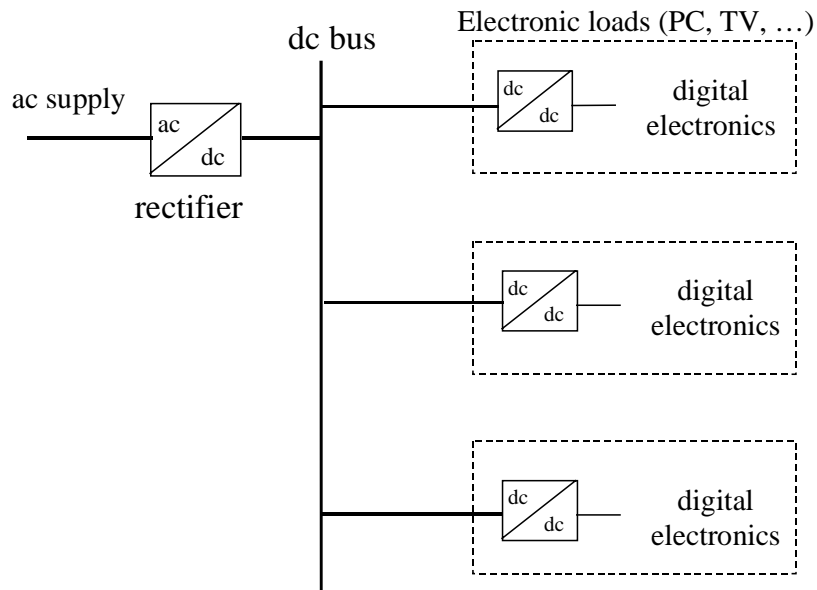 Electronic loads (PC, TV, …)
dc bus
ac supply
ac
dc
rectifier
dc
dc
digital
electronics
dc
dc
digital
electronics
dc
dc
digital
electronics